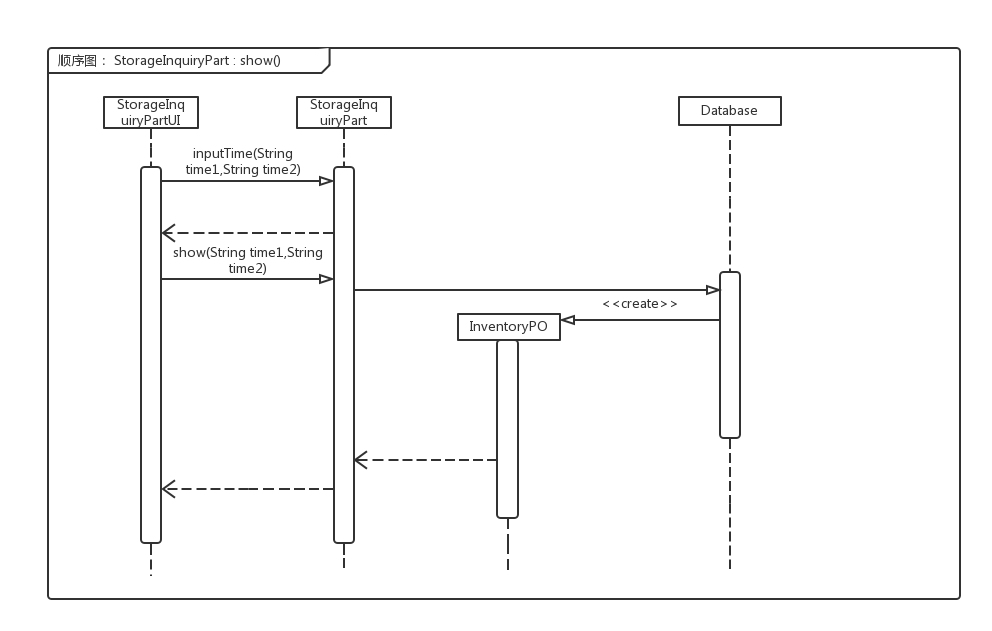 顺序图： StorageInquiryPart : show()
StorageInq
uiryPartUI
StorageInq
uiryPart
Database
inputTime(String
time1,String time2)
show(String time1,String
time2)
<<create>>
InventoryPO